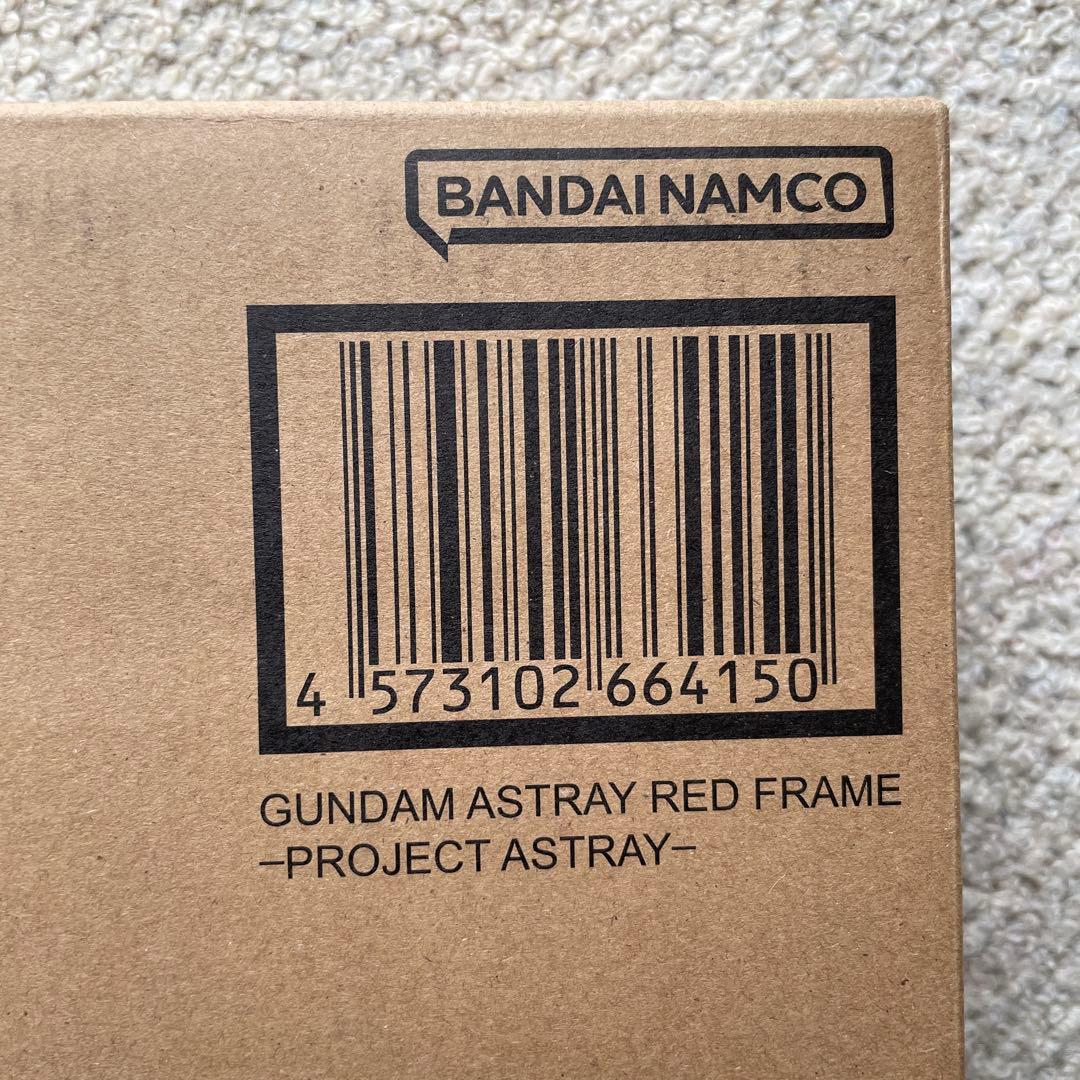 BANDAI NAMCO
4 573102 664150
GUNDAM ASTRAY RED FRAME
–PROJECT ASTRAY–